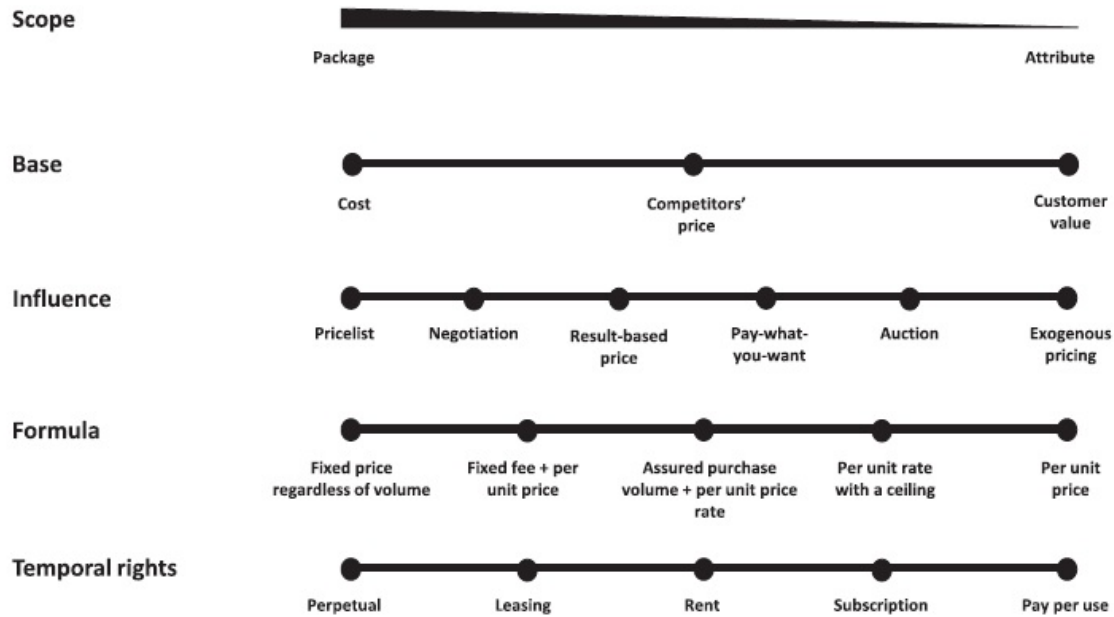 Scope
Package
Attribute
Base
Cost
Competitors'
price
Customer
value
Influence
Pricelist
Negotiation
Result-based
price
Pay-what-
you-want
Auction
Exogenous
pricing
Formula
Fixed price
regardless of volume
Fixed fee + per
unit price
Assured purchase
volume + per unit price
rate
Per unit rate
with a ceiling
Per unit
price
Temporal rights
Perpetual
Leasing
Rent
Subscription
Pay per use